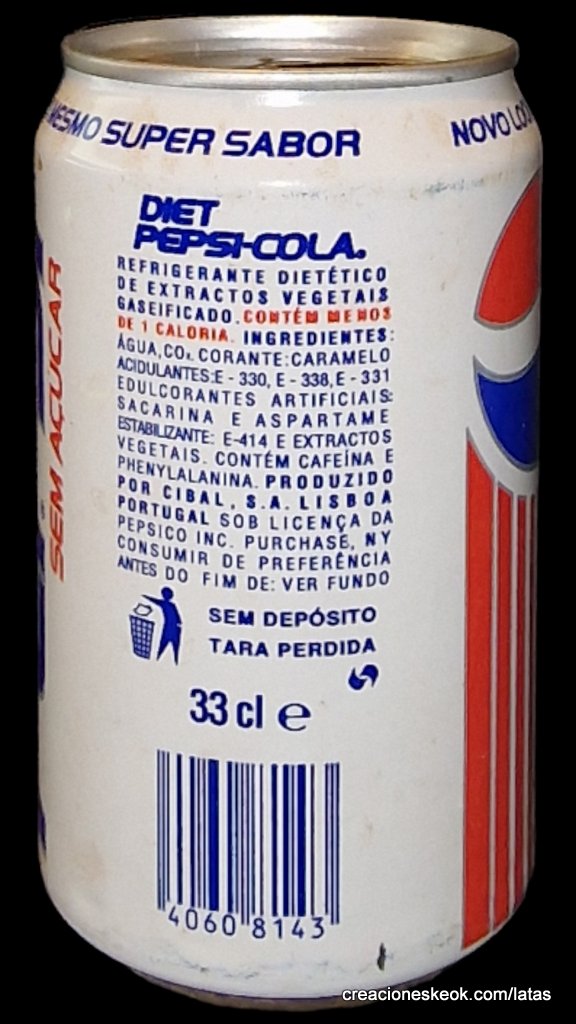 MESMO SUPER SABOR
NOVO LOG
DIET
PEPSI-COLA.
REFRIGERANTE DIETÉTICO
DE EXTRACTOS VEGETAIS
GASEIFICADO. CONTÉM MENOS
DE 1 CALORIA. INGREDIENTES:
ÁGUA, CO₂. CORANTE: CARAMELO
ACIDULANTES: E - 330, E - 338, E - 331
EDULCORANTES ARTIFICIAIS:
SACARINA E ASPARTAME
ESTABILIZANTE: E-414 E EXTRACTOS
VEGETAIS. CONTÉM CAFEÍNA E
PHENYLALANINA. PRODUZIDO
POR CIBAL, S.A. LISBOA
PORTUGAL SOB LICENÇA DA
PEPSICO INC. PURCHASE, NY
CONSUMIR DE PREFERÊNCIA
ANTES DO FIM DE: VER FUNDO
SEM DEPÓSITO
TARA PERDIDA
33 cl e
4060 8143
SEM AÇUCAR
creacioneskeok.com/latas